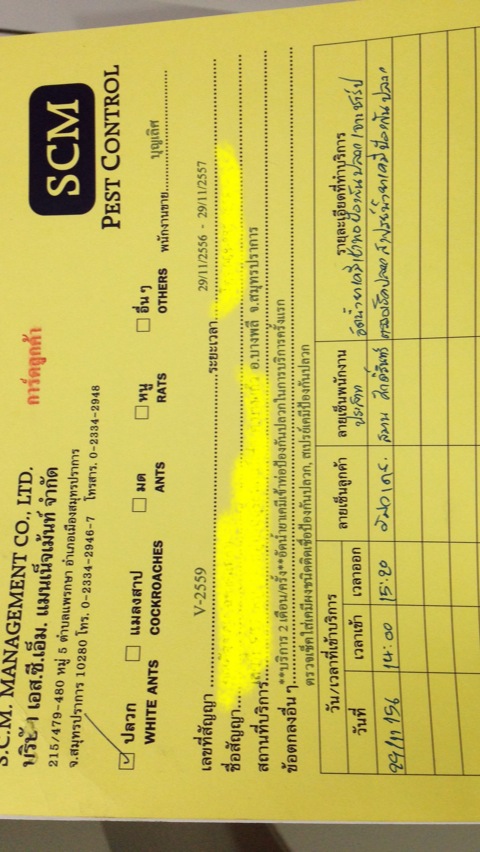 S.C.M. MANAGEMENT CO., LTD.
บริษัท เอส.ซี.เอ็ม. แมนเน็จเม้นท์ จำกัด
215/479-480 หมู่ 5 ตำบลแพรกษา อำเภอเมืองสมุทรปราการ
จ.สมุทรปราการ 10280 โทร. 0-2334-2946-7 โทรสาร. 0-2334-2948
การ์ดลูกค้า
SCM
PEST CONTROL
ปลวก แมลงสาป มด หนู อื่น ๆ พนักงานขาย บุญเลิศ
WHITE ANTS COCKROACHES ANTS RATS OTHERS
เลขที่สัญญา V-2559 ระยะเวลา 29/11/2556 - 29/11/2557
ชื่อสัญญา
สถานที่บริการ อ.บางพลี จ.สมุทรปราการ
ข้อตกลงอื่น ๆ **บริการ 2 เดือน/ครั้ง**อัดน้ำยาเคมีเข้าท่อป้องกันปลวกในการบริการครั้งแรก
ตรวจเช็คใส่เคมีผงชนิดติดเชื้อป้องกันปลวก, สเปรย์เคมีป้องกันปลวก
วัน/เวลาที่เข้าบริการ ลายเซ็นลูกค้า ลายเซ็นพนักงาน รายละเอียดที่ทำบริการ
วันที่ เวลาเข้า เวลาออก
29/11/56 14:00 15:20